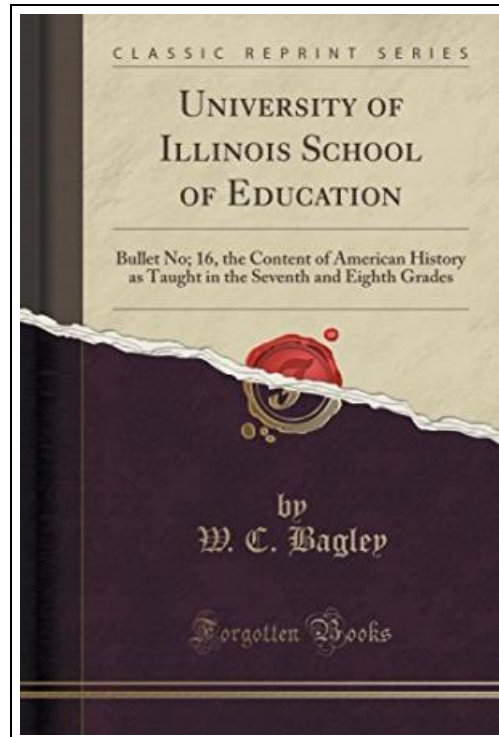 CLASSIC REPRINT SERIES
UNIVERSITY OF
ILLINOIS SCHOOL
OF EDUCATION
Bullet No; 16, the Content of American History
as Taught in the Seventh and Eighth Grades
by
W. C. Bagley
Forgotten Books